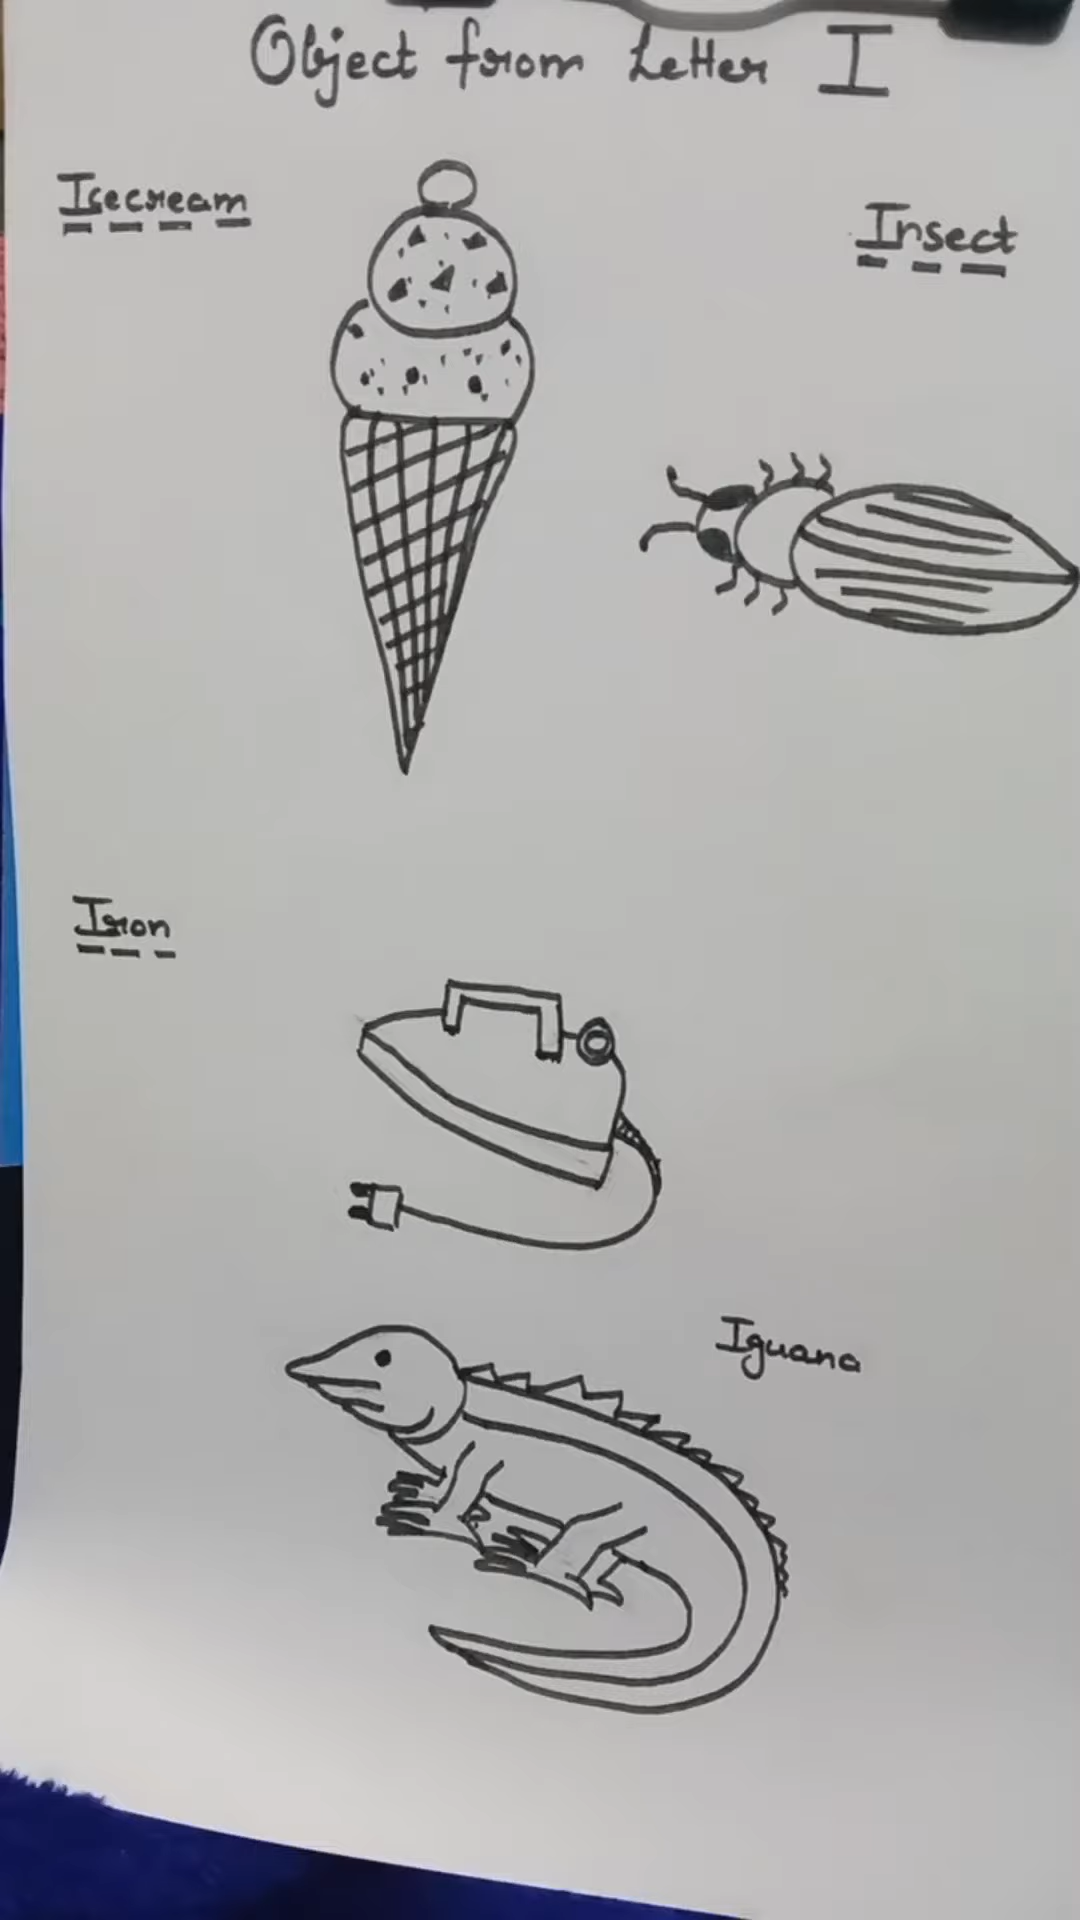 Object from Letter I
Icecream
Insect
Iron
Iguana